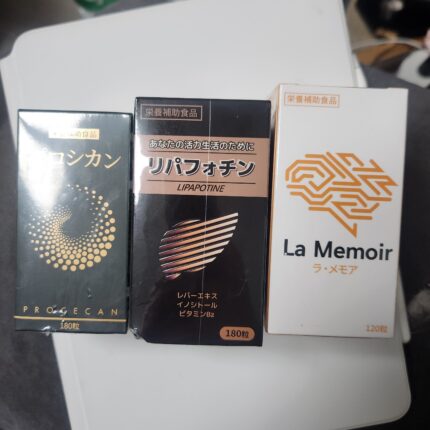 栄養補助食品
プロシカン
180粒
栄養補助食品
あなたの活力生活のために
リパフォチン
LIPAPOTINE
レバーエキス
イノシトール
ビタミンB2
180粒
栄養補助食品
La Memoir
ラ・メモア
120粒